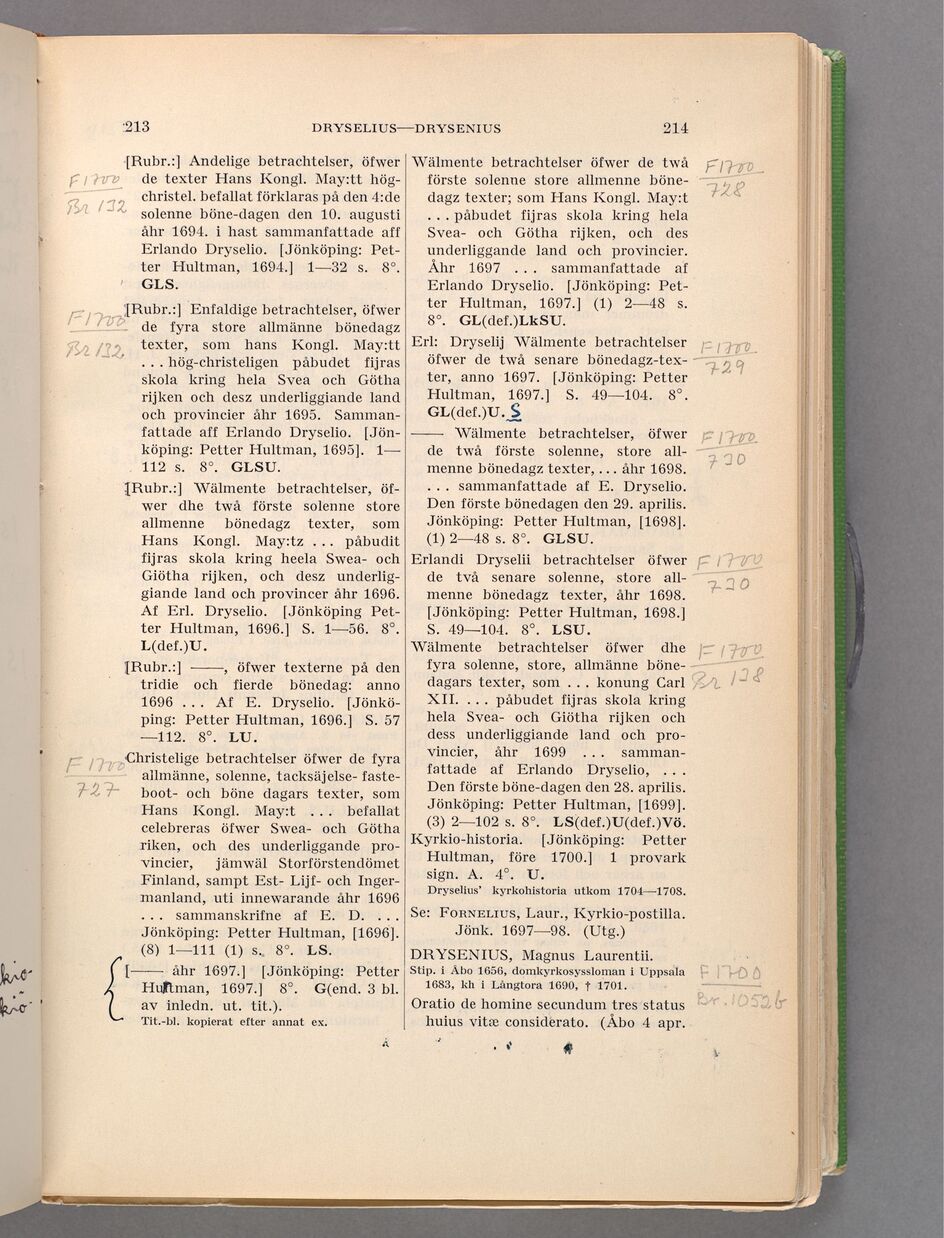 213
DRYSELIUS—DRYSENIUS
214
[Rubr.:] Andelige betrachtelser, öfwer
de texter Hans Kongl. May:tt hög-
christel. befallat förklaras på den 4:de
solenne böne-dagen den 10. augusti
åhr 1694. i hast sammanfattade aff
Erlando Dryselio. [Jönköping: Pet-
ter Hultman, 1694.] 1—32 s. 8°.
GLS.
F1700
Br 132
[Rubr.:] Enfaldige betrachtelser, öfwer
de fyra store allmänne bönedagz
texter, som hans Kongl. May:tt
... hög-christeligen påbudet fijras
skola kring hela Svea och Götha
rijken och desz underliggiande land
och provincier åhr 1695. Samman-
fattade aff Erlando Dryselio. [Jön-
köping: Petter Hultman, 1695]. 1—
112 s. 8°. GLSU.
F1700
Br 132,
[Rubr.:] Wälmente betrachtelser, öf-
wer dhe twå förste solenne store
allmenne bönedagz texter, som
Hans Kongl. May:tz ... påbudit
fijras skola kring heela Swea- och
Giötha rijken, och desz underlig-
giande land och provincer åhr 1696.
Af Erl. Dryselio. [Jönköping Pet-
ter Hultman, 1696.] S. 1—56. 8°.
L(def.)U.
[Rubr.:] ——, öfwer texterne på den
tridie och fierde bönedag: anno
1696 ... Af E. Dryselio. [Jönkö-
ping: Petter Hultman, 1696.] S. 57
—112. 8°. LU.
Christelige betrachtelser öfwer de fyra
allmänne, solenne, tacksäjelse- faste-
boot- och böne dagars texter, som
Hans Kongl. May:t ... befallat
celebreras öfwer Swea- och Götha
riken, och des underliggande pro-
vincier, jämwäl Storförstendömet
Finland, sampt Est- Lijf- och Inger-
manland, uti innewarande åhr 1696
... sammanskrifne af E. D. ...
Jönköping: Petter Hultman, [1696].
(8) 1—111 (1) s. 8°. LS.
F1700
727
[—— åhr 1697.] [Jönköping: Petter
Hultman, 1697.] 8°. G(end. 3 bl.
av inledn. ut. tit.).
Tit.-bl. kopierat efter annat ex.
Wälmente betrachtelser öfwer de twå
förste solenne store allmenne böne-
dagz texter; som Hans Kongl. May:t
... påbudet fijras skola kring hela
Svea- och Götha rijken, och des
underliggande land och provincier.
Åhr 1697 ... sammanfattade af
Erlando Dryselio. [Jönköping: Pet-
ter Hultman, 1697.] (1) 2—48 s.
8°. GL(def.)LkSU.
F1700
728
Erl: Dryselij Wälmente betrachtelser
öfwer de twå senare bönedagz-tex-
ter, anno 1697. [Jönköping: Petter
Hultman, 1697.] S. 49—104. 8°.
GL(def.)U. S
F1700
729
—— Wälmente betrachtelser, öfwer
de twå förste solenne, store all-
menne bönedagz texter, ... åhr 1698.
... sammanfattade af E. Dryselio.
Den förste bönedagen den 29. aprilis.
Jönköping: Petter Hultman, [1698].
(1) 2—48 s. 8°. GLSU.
F1700
730
Erlandi Dryselii betrachtelser öfwer
de två senare solenne, store all-
menne bönedagz texter, åhr 1698.
[Jönköping: Petter Hultman, 1698.]
S. 49—104. 8°. LSU.
F1700
730
Wälmente betrachtelser öfwer dhe
fyra solenne, store, allmänne böne-
dagars texter, som ... konung Carl
XII. ... påbudet fijras skola kring
hela Svea- och Giötha rijken och
dess underliggiande land och pro-
vincier, åhr 1699 ... samman-
fattade af Erlando Dryselio, ...
Den förste böne-dagen den 28. aprilis.
Jönköping: Petter Hultman, [1699].
(3) 2—102 s. 8°. LS(def.)U(def.)Vö.
F1700
Br 138
Kyrkio-historia. [Jönköping: Petter
Hultman, före 1700.] 1 provark
sign. A. 4°. U.
Dryselius' kyrkohistoria utkom 1704—1708.
Se: FORNELIUS, Laur., Kyrkio-postilla.
Jönk. 1697—98. (Utg.)
DRYSENIUS, Magnus Laurentii.
Stip. i Åbo 1656, domkyrkosyssloman i Uppsala
1683, kh i Långtora 1690, † 1701.
Oratio de homine secundum tres status
huius vitæ considerato. (Åbo 4 apr.
F1700
Br. 1052b